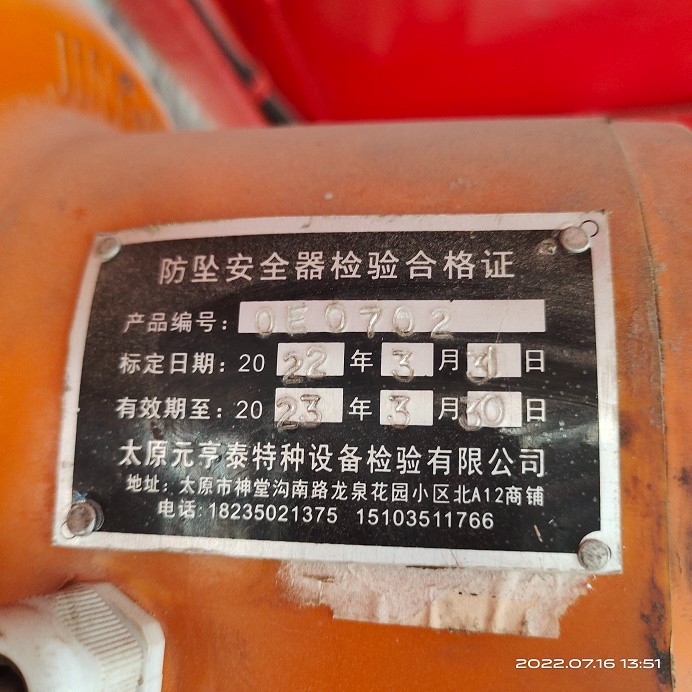 防坠安全器检验合格证
产品编号：0E0702
标定日期：2022年3月31日
有效期至：2023年3月30日
太原元亨泰特种设备检验有限公司
地址：太原市神堂沟南路龙泉花园小区北A12商铺
电话：18235021375 15103511766
2022.07.16 13:51